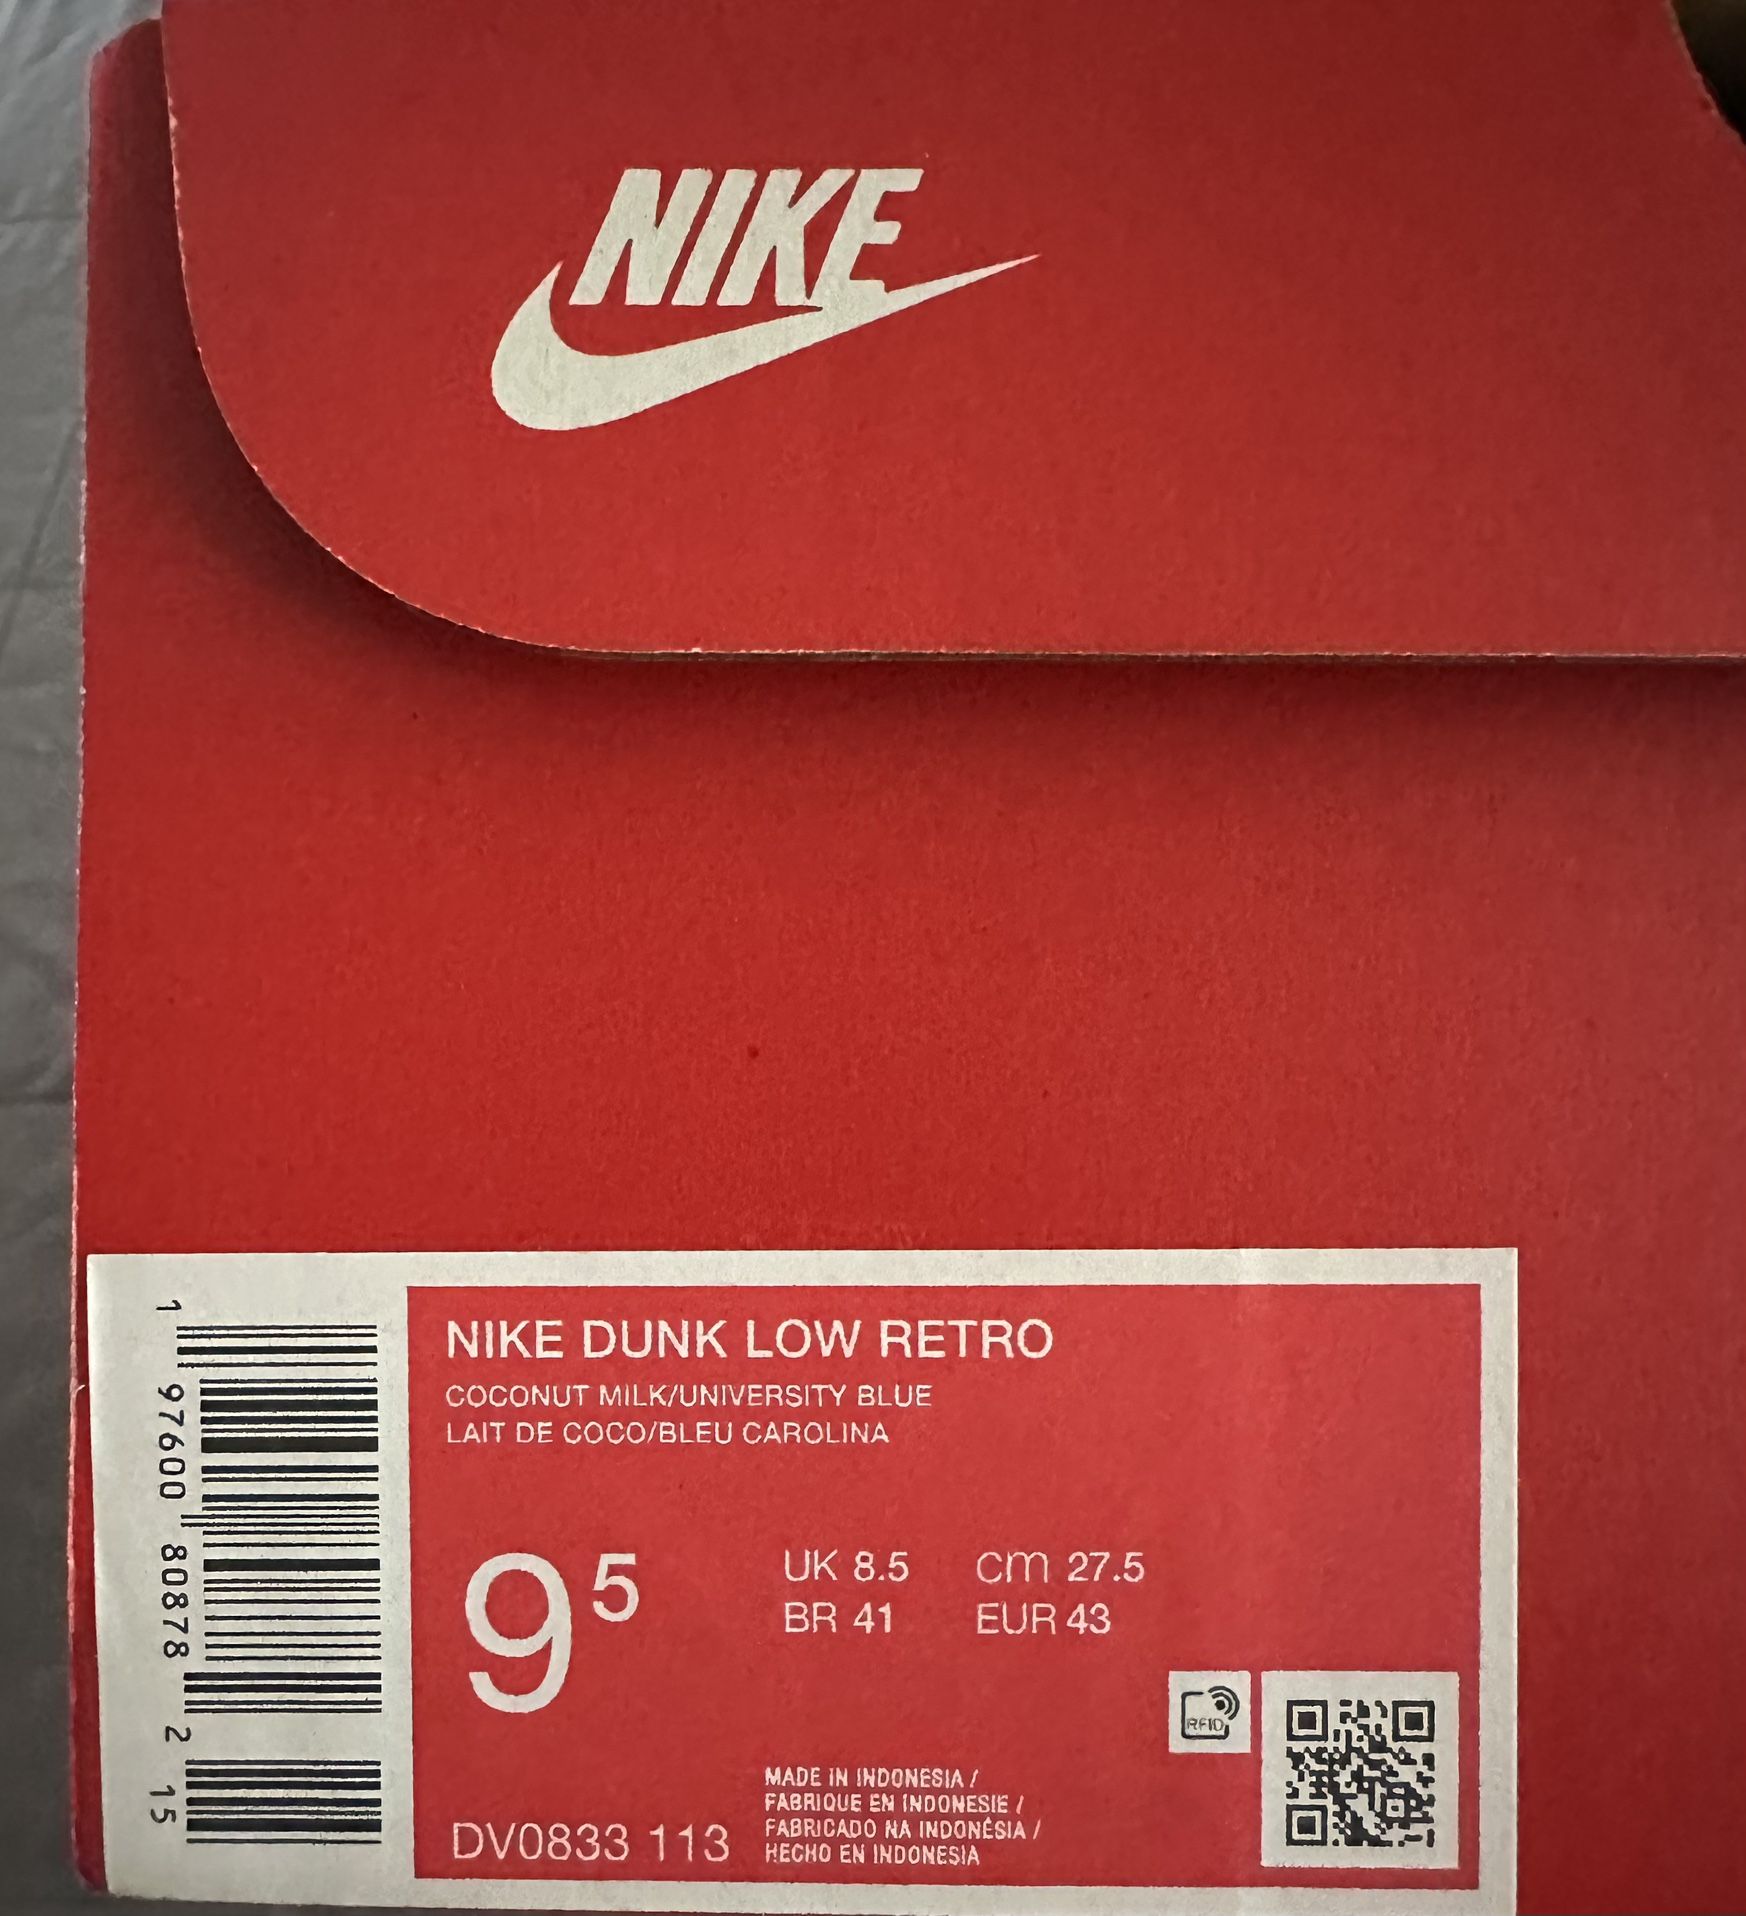 NIKE
NIKE DUNK LOW RETRO
COCONUT MILK/UNIVERSITY BLUE
LAIT DE COCO/BLEU CAROLINA
9 5
UK 8.5 CM 27.5
BR 41 EUR 43
RFID
MADE IN INDONESIA /
FABRIQUE EN INDONESIE /
FABRICADO NA INDONÉSIA /
HECHO EN INDONESIA
DV0833 113
1 97600 80878 2 15